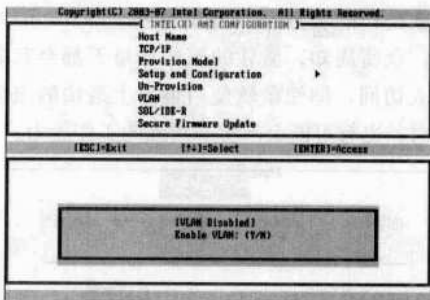 Copyright(C) 2003-07 Intel Corporation. All Rights Reserved.
[ INTEL(R) AMT CONFIGURATION ]
Host Name
TCP/IP
Provision Model
Setup and Configuration
Un-Provision
VLAN
SOL/IDE-R
Secure Firmware Update
[ESC]=Exit [↑↓]=Select [ENTER]=Access
[VLAN Disabled]
Enable VLAN: (Y/N)